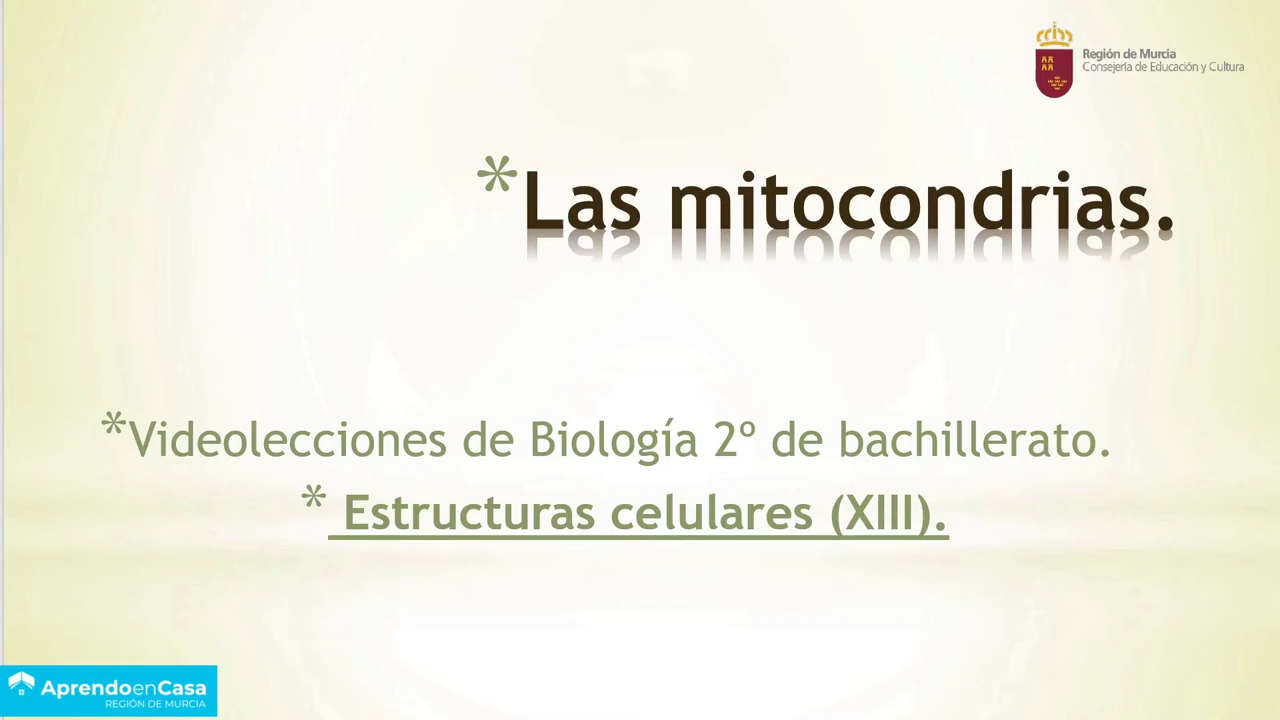 Región de Murcia
Consejería de Educación y Cultura
*Las mitocondrias.
*Videolecciones de Biología 2º de bachillerato.
* Estructuras celulares (XIII).
AprendoenCasa
REGIÓN DE MURCIA